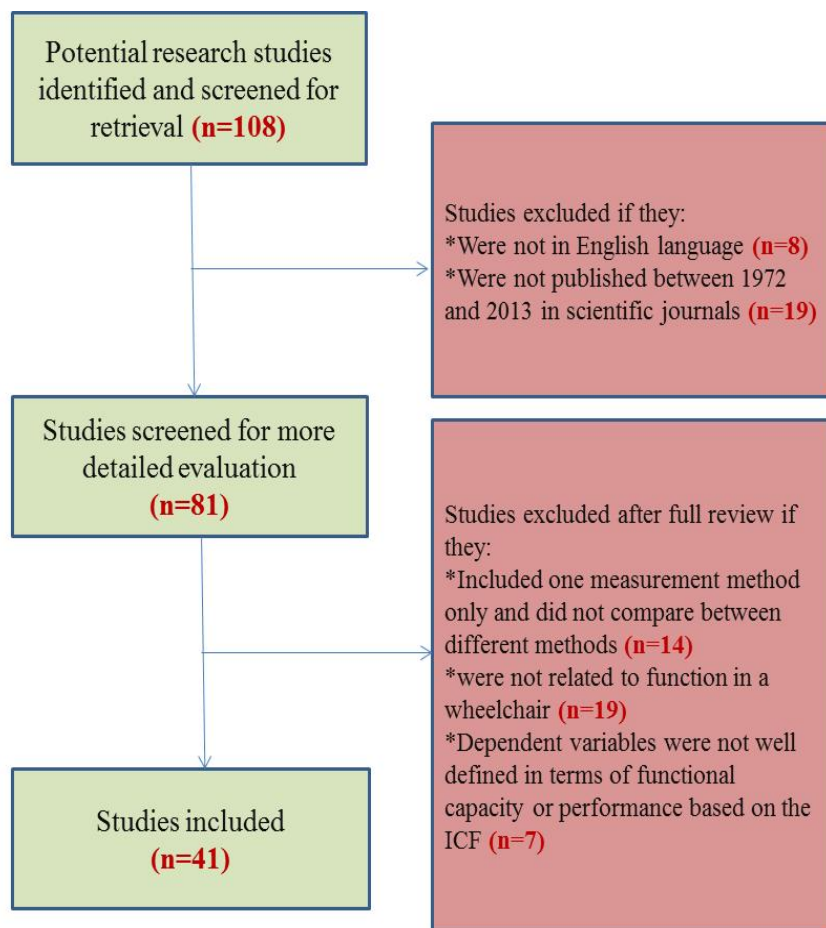 Potential research studies
identified and screened for
retrieval (n=108)
Studies excluded if they:
*Were not in English language (n=8)
*Were not published between 1972
and 2013 in scientific journals (n=19)
Studies screened for more
detailed evaluation
(n=81)
Studies excluded after full review if
they:
*Included one measurement method
only and did not compare between
different methods (n=14)
*were not related to function in a
wheelchair (n=19)
*Dependent variables were not well
defined in terms of functional
capacity or performance based on the
ICF (n=7)
Studies included
(n=41)